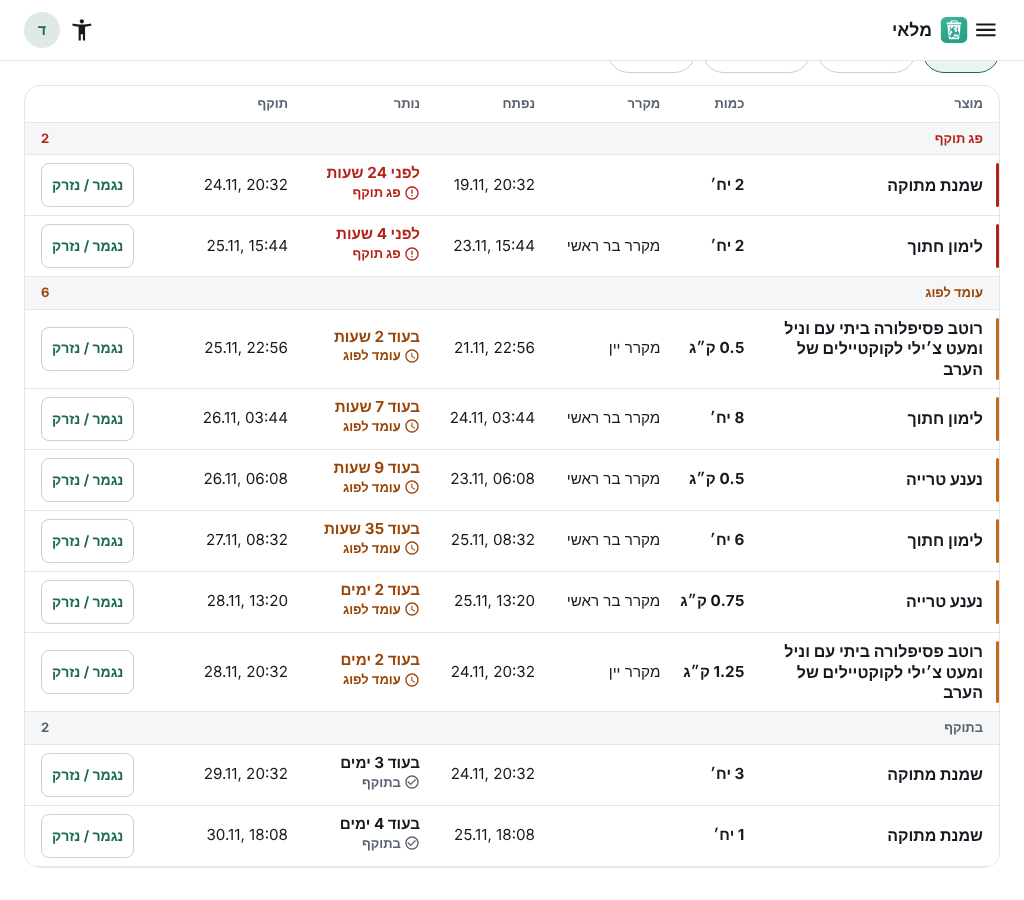 מלאי
ד
מוצר כמות מקרר נפתח נותר תוקף
פג תוקף 2
שמנת מתוקה 2 יח׳ 19.11, 20:32 לפני 24 שעות 24.11, 20:32 נגמר / נזרק
פג תוקף
לימון חתוך 2 יח׳ מקרר בר ראשי 23.11, 15:44 לפני 4 שעות 25.11, 15:44 נגמר / נזרק
פג תוקף
עומד לפוג 6
רוטב פסיפלורה ביתי עם וניל
ומעט צ׳ילי לקוקטיילים של
הערב
0.5 ק״ג מקרר יין 21.11, 22:56 בעוד 2 שעות 25.11, 22:56 נגמר / נזרק
עומד לפוג
לימון חתוך 8 יח׳ מקרר בר ראשי 24.11, 03:44 בעוד 7 שעות 26.11, 03:44 נגמר / נזרק
עומד לפוג
נענע טרייה 0.5 ק״ג מקרר בר ראשי 23.11, 06:08 בעוד 9 שעות 26.11, 06:08 נגמר / נזרק
עומד לפוג
לימון חתוך 6 יח׳ מקרר בר ראשי 25.11, 08:32 בעוד 35 שעות 27.11, 08:32 נגמר / נזרק
עומד לפוג
נענע טרייה 0.75 ק״ג מקרר בר ראשי 25.11, 13:20 בעוד 2 ימים 28.11, 13:20 נגמר / נזרק
עומד לפוג
רוטב פסיפלורה ביתי עם וניל
ומעט צ׳ילי לקוקטיילים של
הערב
1.25 ק״ג מקרר יין 24.11, 20:32 בעוד 2 ימים 28.11, 20:32 נגמר / נזרק
עומד לפוג
בתוקף 2
שמנת מתוקה 3 יח׳ 24.11, 20:32 בעוד 3 ימים 29.11, 20:32 נגמר / נזרק
בתוקף
שמנת מתוקה 1 יח׳ 25.11, 18:08 בעוד 4 ימים 30.11, 18:08 נגמר / נזרק
בתוקף